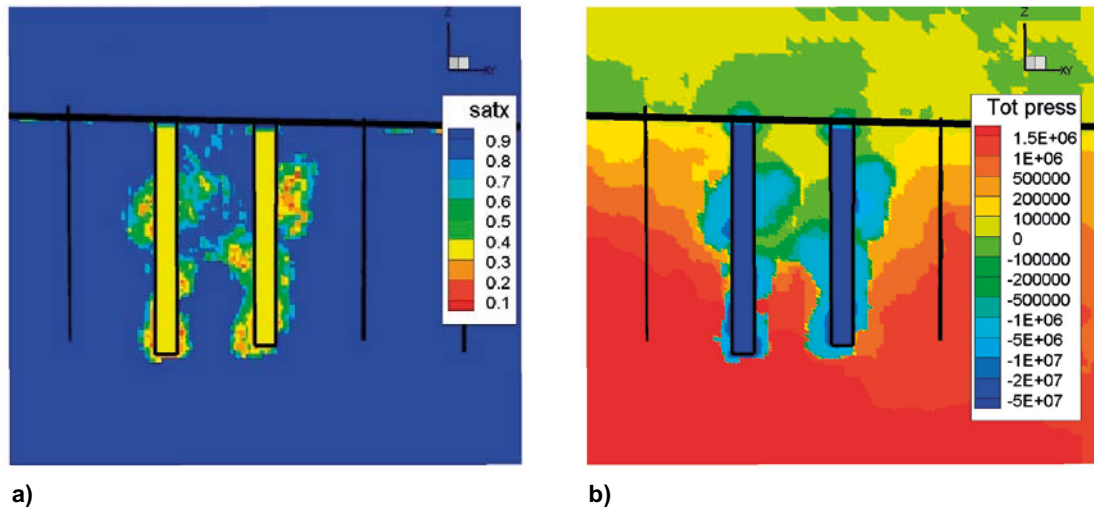 Z
XY
satx
0.9
0.8
0.7
0.6
0.5
0.4
0.3
0.2
0.1
a)
Z
XY
Tot press
1.5E+06
1E+06
500000
200000
100000
0
-100000
-200000
-500000
-1E+06
-5E+06
-1E+07
-2E+07
-5E+07
b)